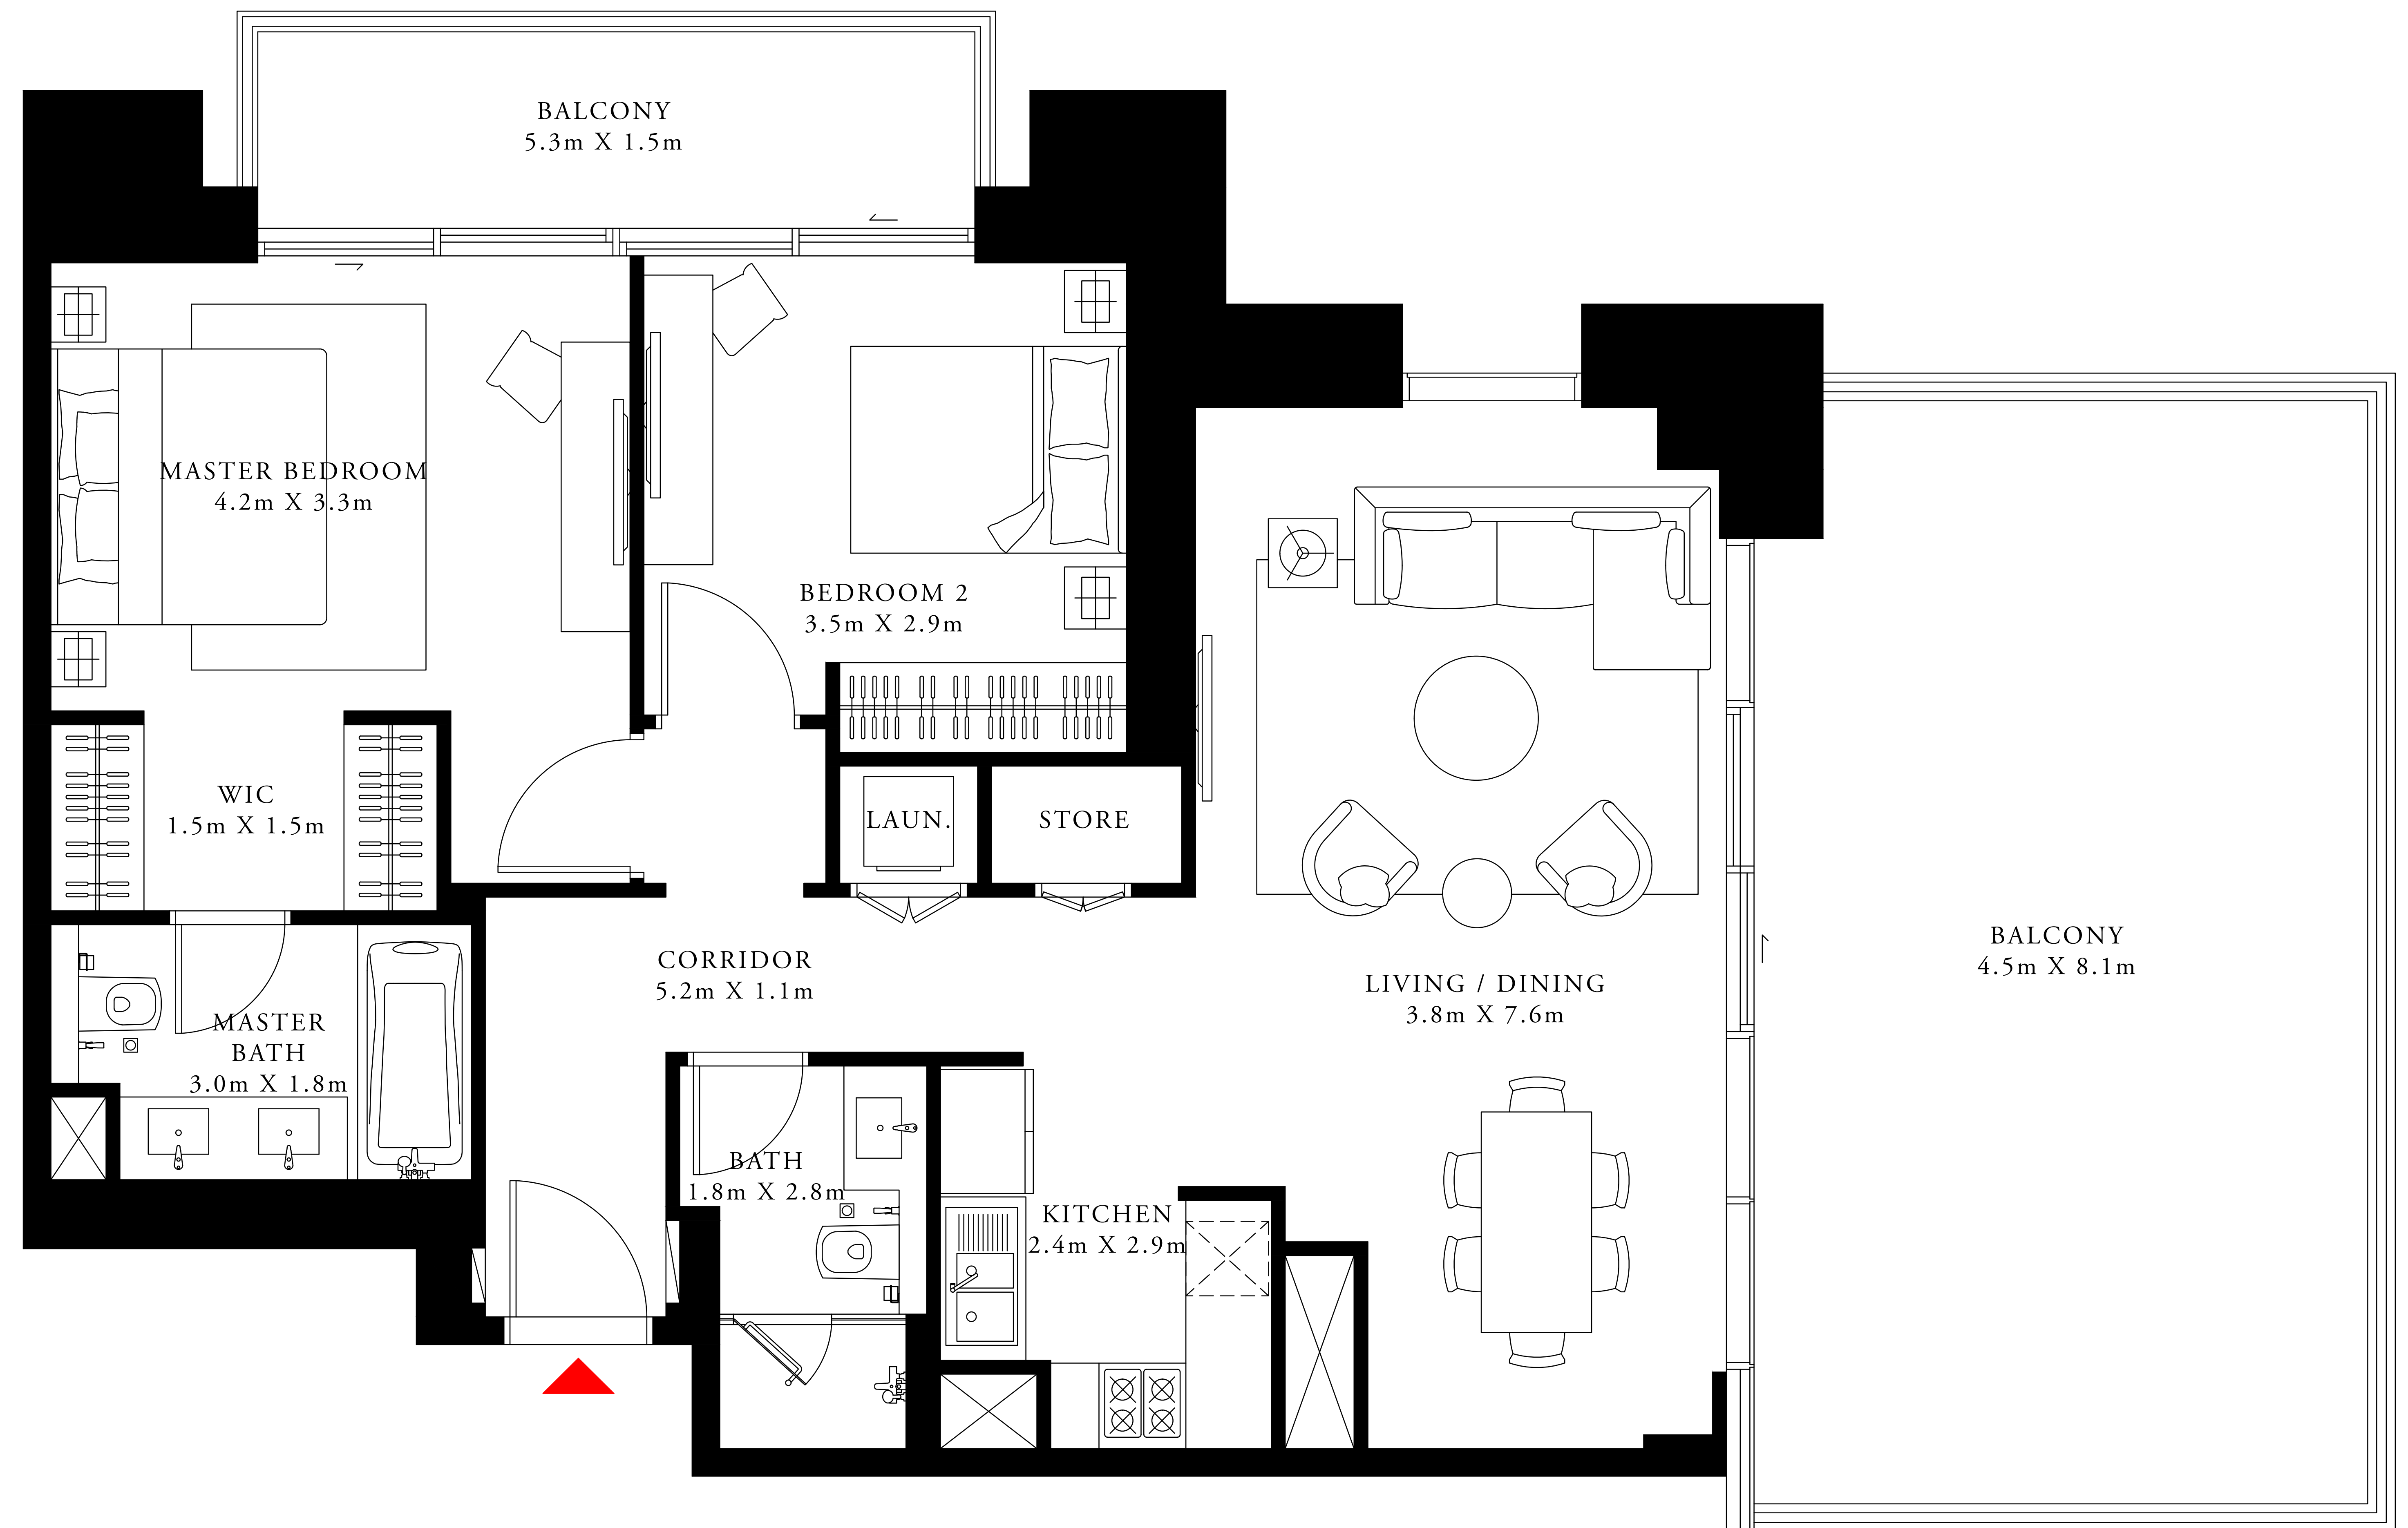 BALCONY
5.3m X 1.5m
MASTER BEDROOM
4.2m X 3.3m
BEDROOM 2
3.5m X 2.9m
WIC
1.5m X 1.5m
LAUN.
STORE
CORRIDOR
5.2m X 1.1m
LIVING / DINING
3.8m X 7.6m
BALCONY
4.5m X 8.1m
MASTER
BATH
3.0m X 1.8m
BATH
1.8m X 2.8m
KITCHEN
2.4m X 2.9m